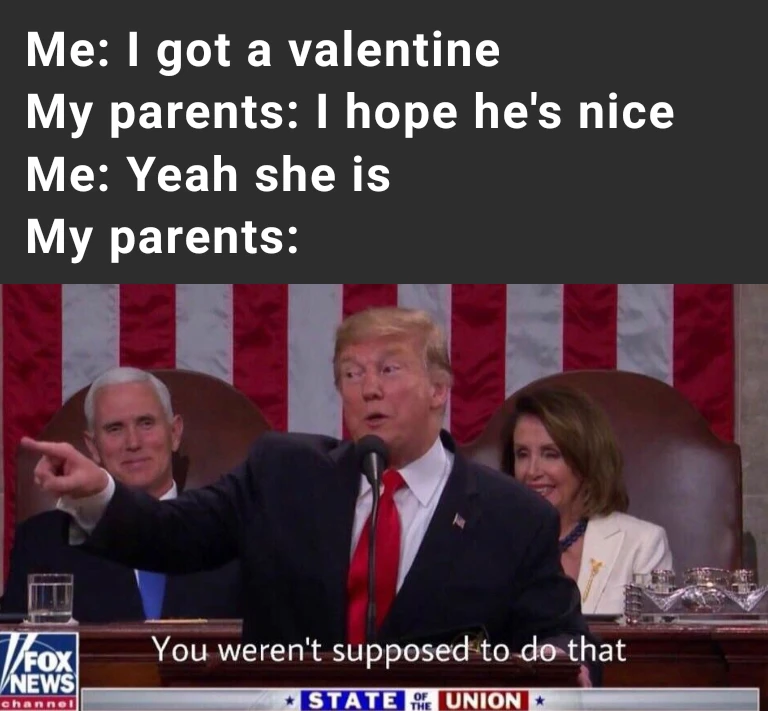 Me: I got a valentine
My parents: I hope he's nice
Me: Yeah she is
My parents:
You weren't supposed to do that
FOX
NEWS
channel
STATE OF THE UNION